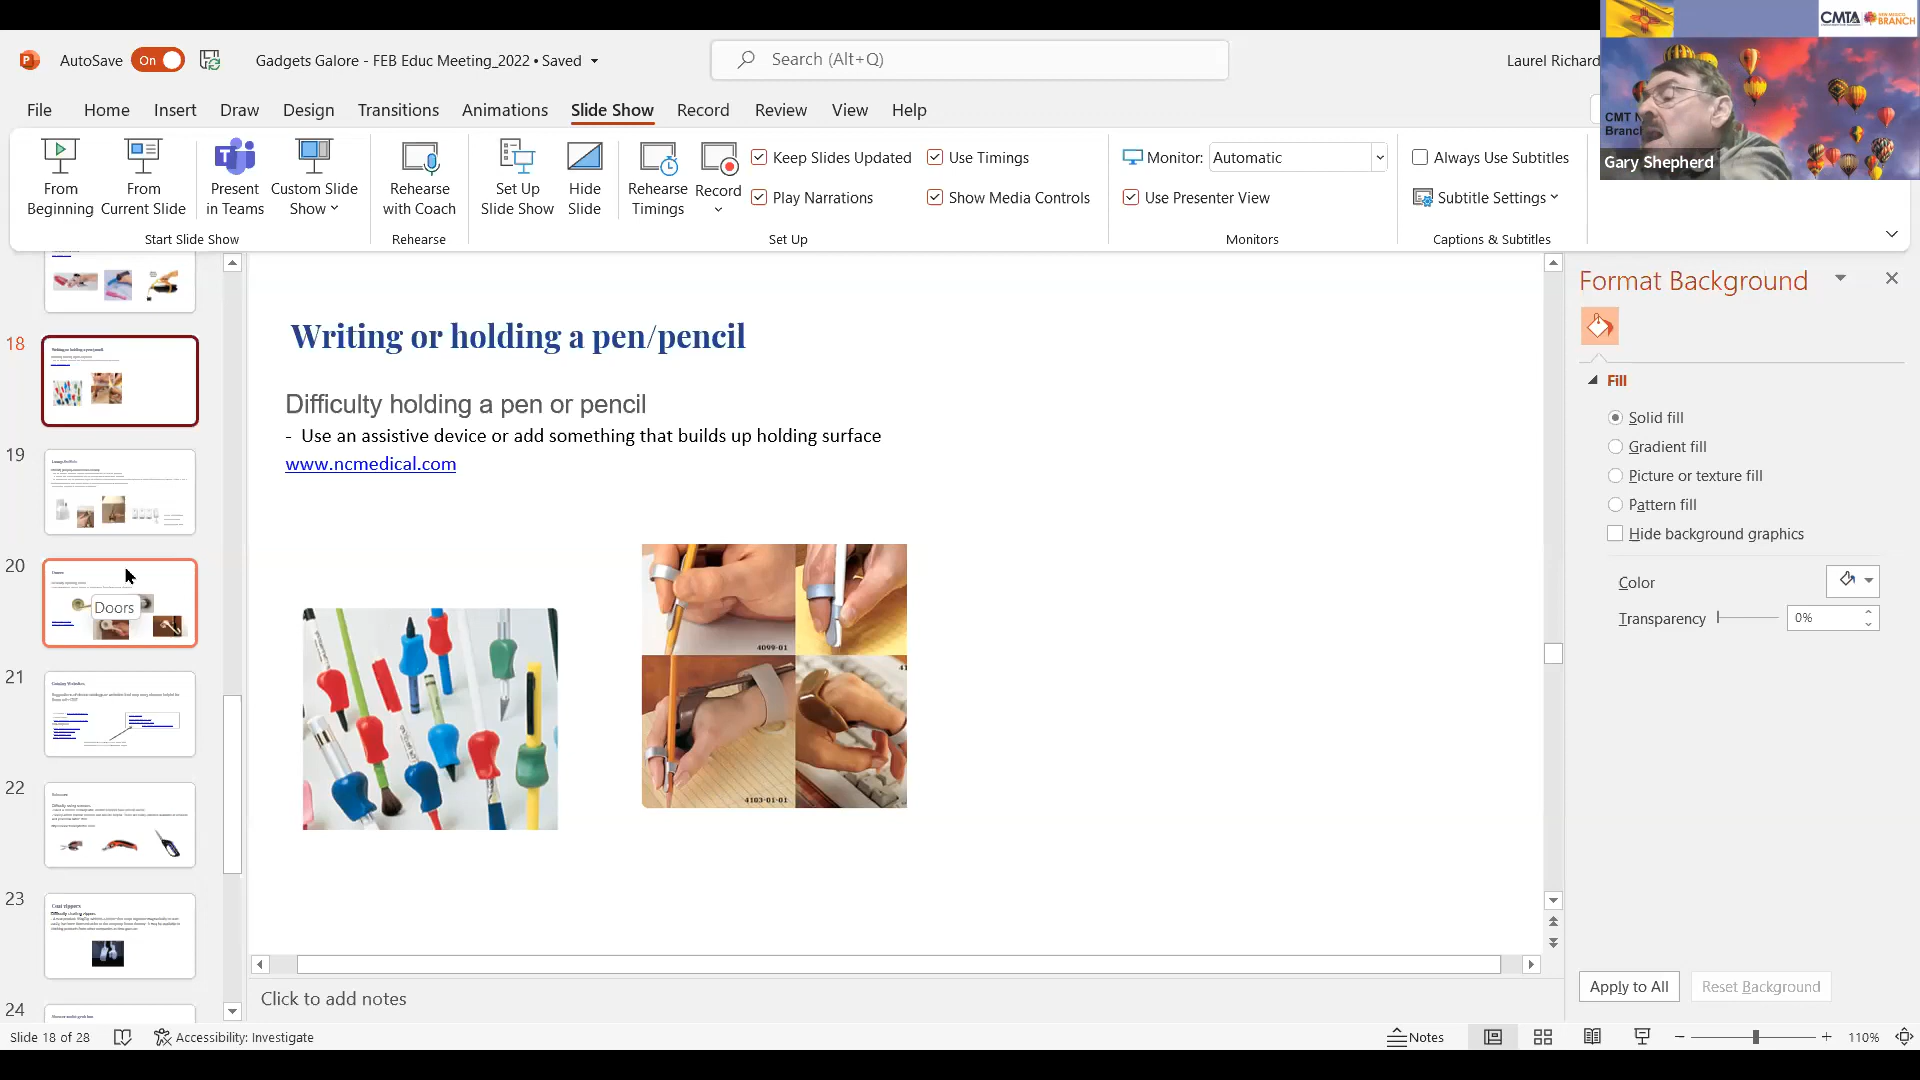 AutoSave On Gadgets Galore - FEB Educ Meeting_2022 • Saved Search (Alt+Q) Laurel Richard
CMTA NEW MEXICO BRANCH
CMT N
Branch
Gary Shepherd
File Home Insert Draw Design Transitions Animations Slide Show Record Review View Help
From Beginning
From Current Slide
Present in Teams
Custom Slide Show
Start Slide Show
Rehearse with Coach
Rehearse
Set Up Slide Show
Hide Slide
Rehearse Timings
Record
Keep Slides Updated
Play Narrations
Use Timings
Show Media Controls
Set Up
Monitor: Automatic
Use Presenter View
Monitors
Always Use Subtitles
Subtitle Settings
Captions & Subtitles
18
19
20
Doors
21
22
23
Coat zippers
24
Writing or holding a pen/pencil
Difficulty holding a pen or pencil
- Use an assistive device or add something that builds up holding surface
www.ncmedical.com
4099-01
41
4103-01-01
Click to add notes
Format Background
Fill
Solid fill
Gradient fill
Picture or texture fill
Pattern fill
Hide background graphics
Color
Transparency 0%
Apply to All Reset Background
Slide 18 of 28 Accessibility: Investigate Notes 110%